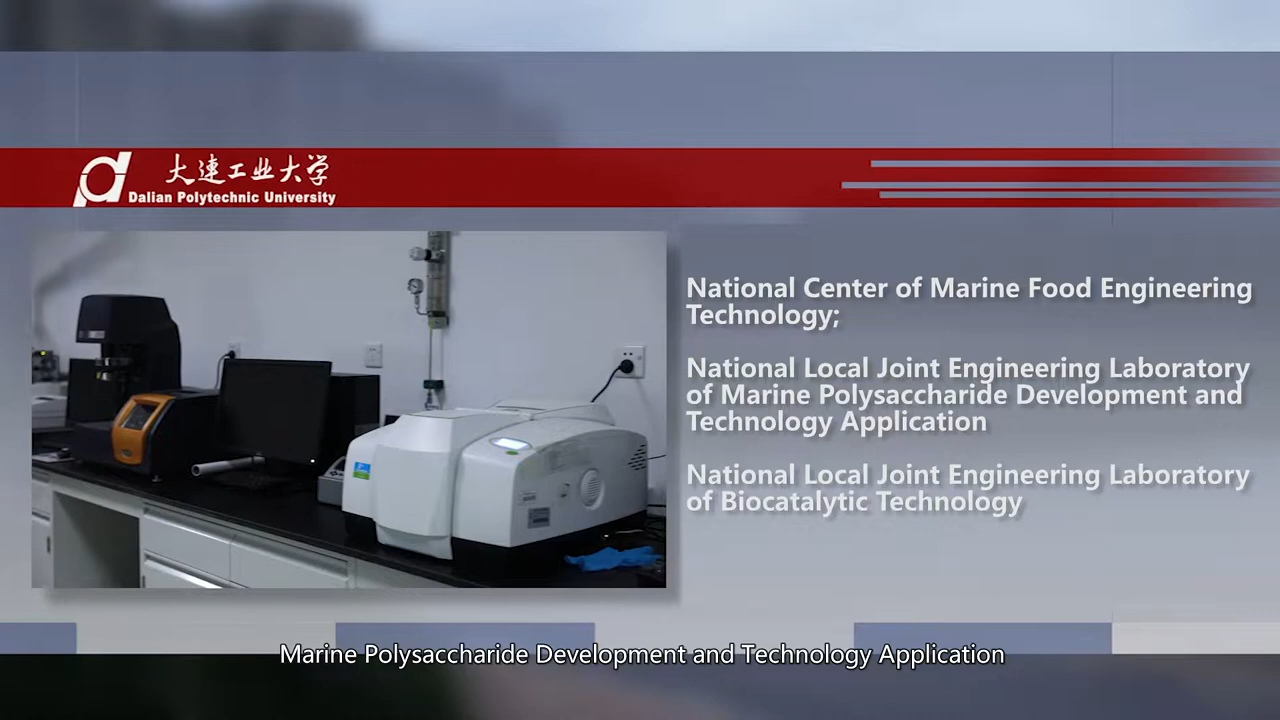 大連工业大学
Dalian Polytechnic University
National Center of Marine Food Engineering
Technology;
National Local Joint Engineering Laboratory
of Marine Polysaccharide Development and
Technology Application
National Local Joint Engineering Laboratory
of Biocatalytic Technology
Marine Polysaccharide Development and Technology Application